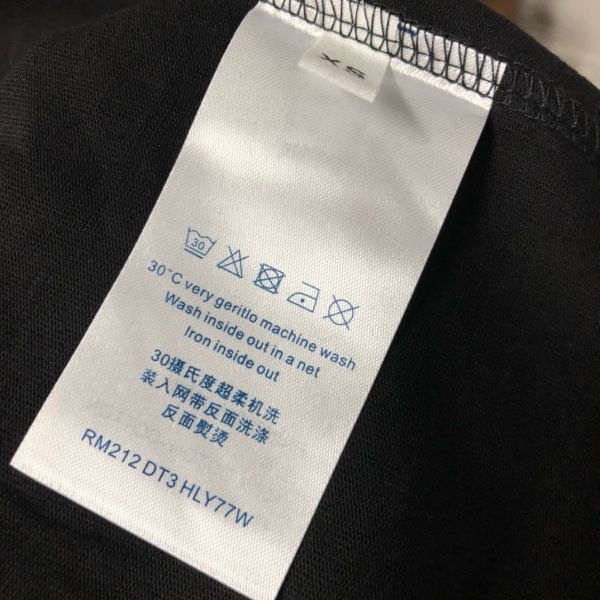 XS
30
30°C very geritlo machine wash
Wash inside out in a net
Iron inside out
30摄氏度超柔机洗
装入网带反面洗涤
反面熨烫
RM212 DT3 HLY77W